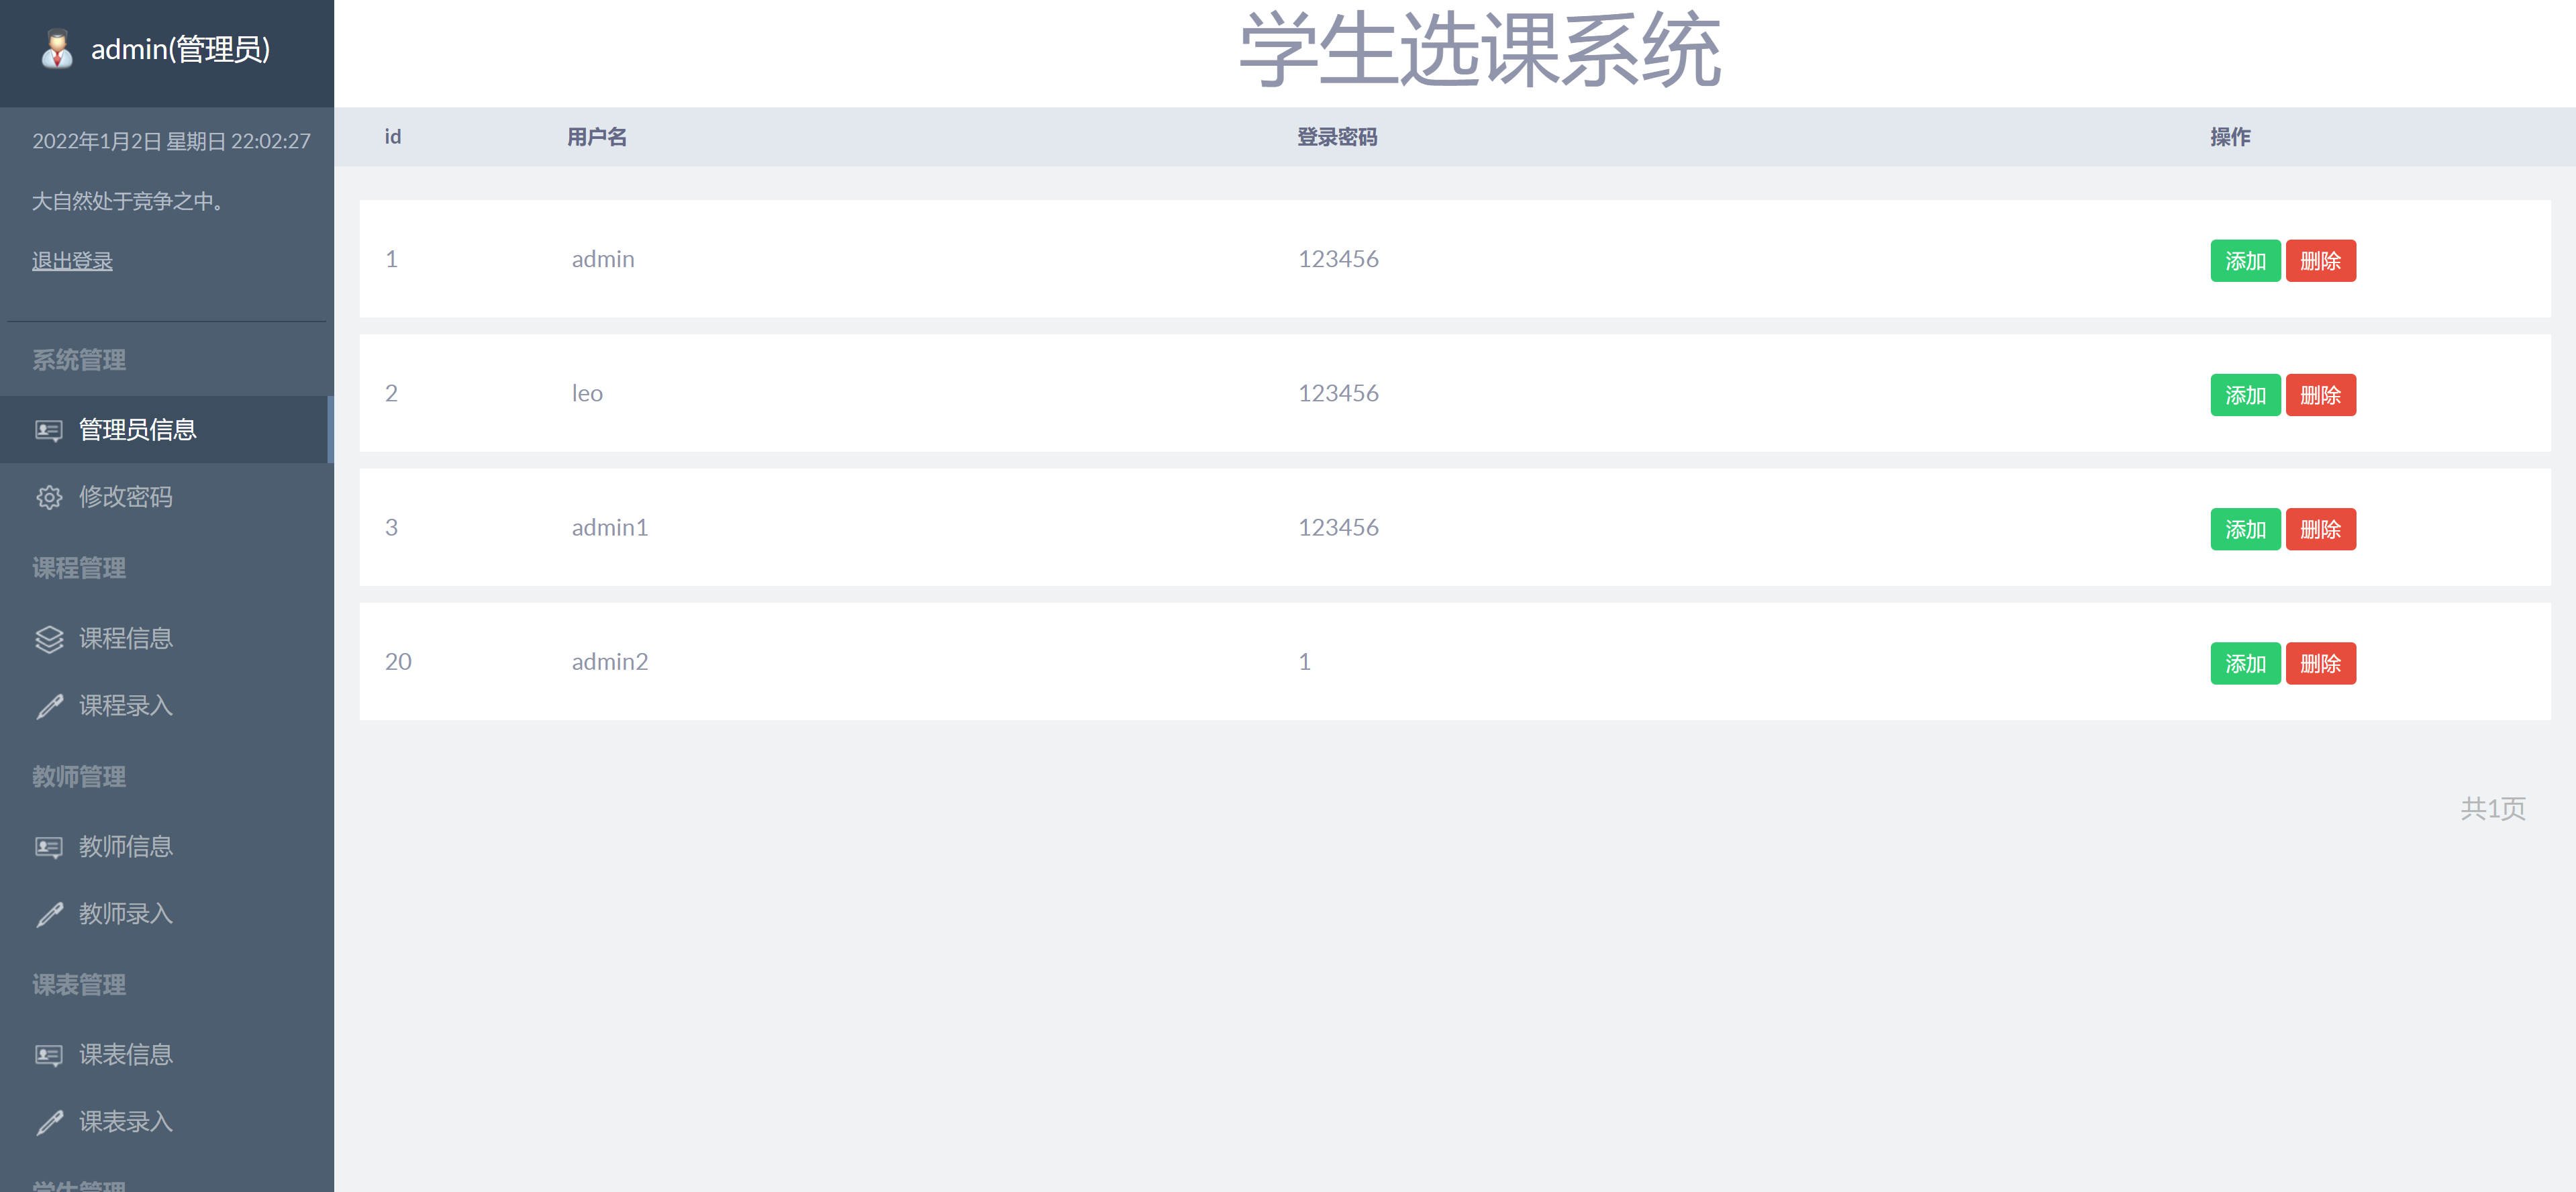 admin(管理员)
2022年1月2日 星期日 22:02:27
大自然处于竞争之中。
退出登录
系统管理
管理员信息
修改密码
课程管理
课程信息
课程录入
教师管理
教师信息
教师录入
课表管理
课表信息
课表录入
学生管理
学生选课系统
id 用户名 登录密码 操作
1 admin 123456 添加 删除
2 leo 123456 添加 删除
3 admin1 123456 添加 删除
20 admin2 1 添加 删除
共1页